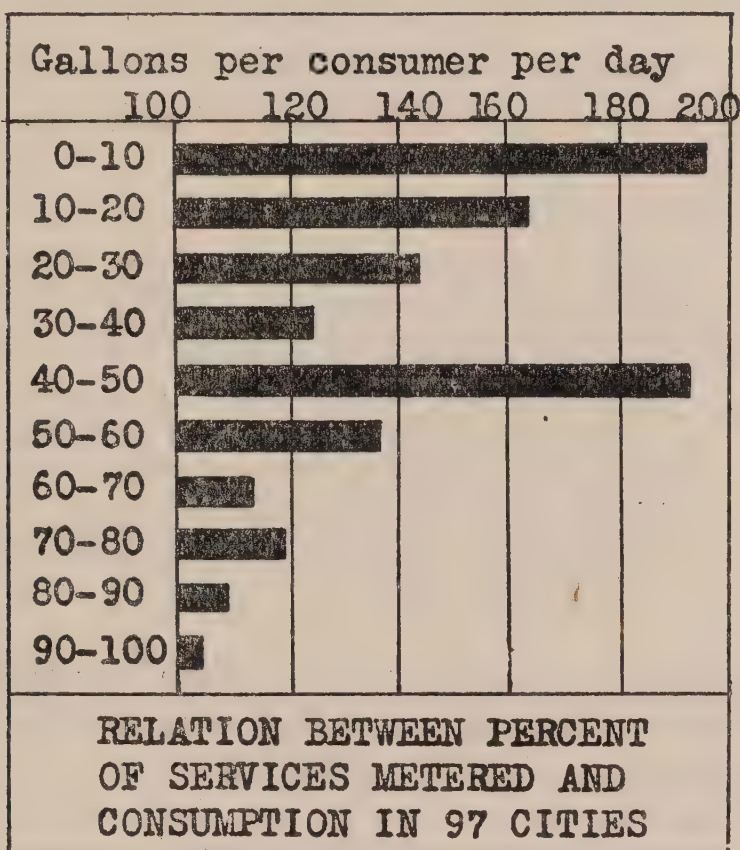 Gallons per consumer per day
100 120 140 160 180 200
0-10
10-20
20-30
30-40
40-50
50-60
60-70
70-80
80-90
90-100
RELATION BETWEEN PERCENT
OF SERVICES METERED AND
CONSUMPTION IN 97 CITIES